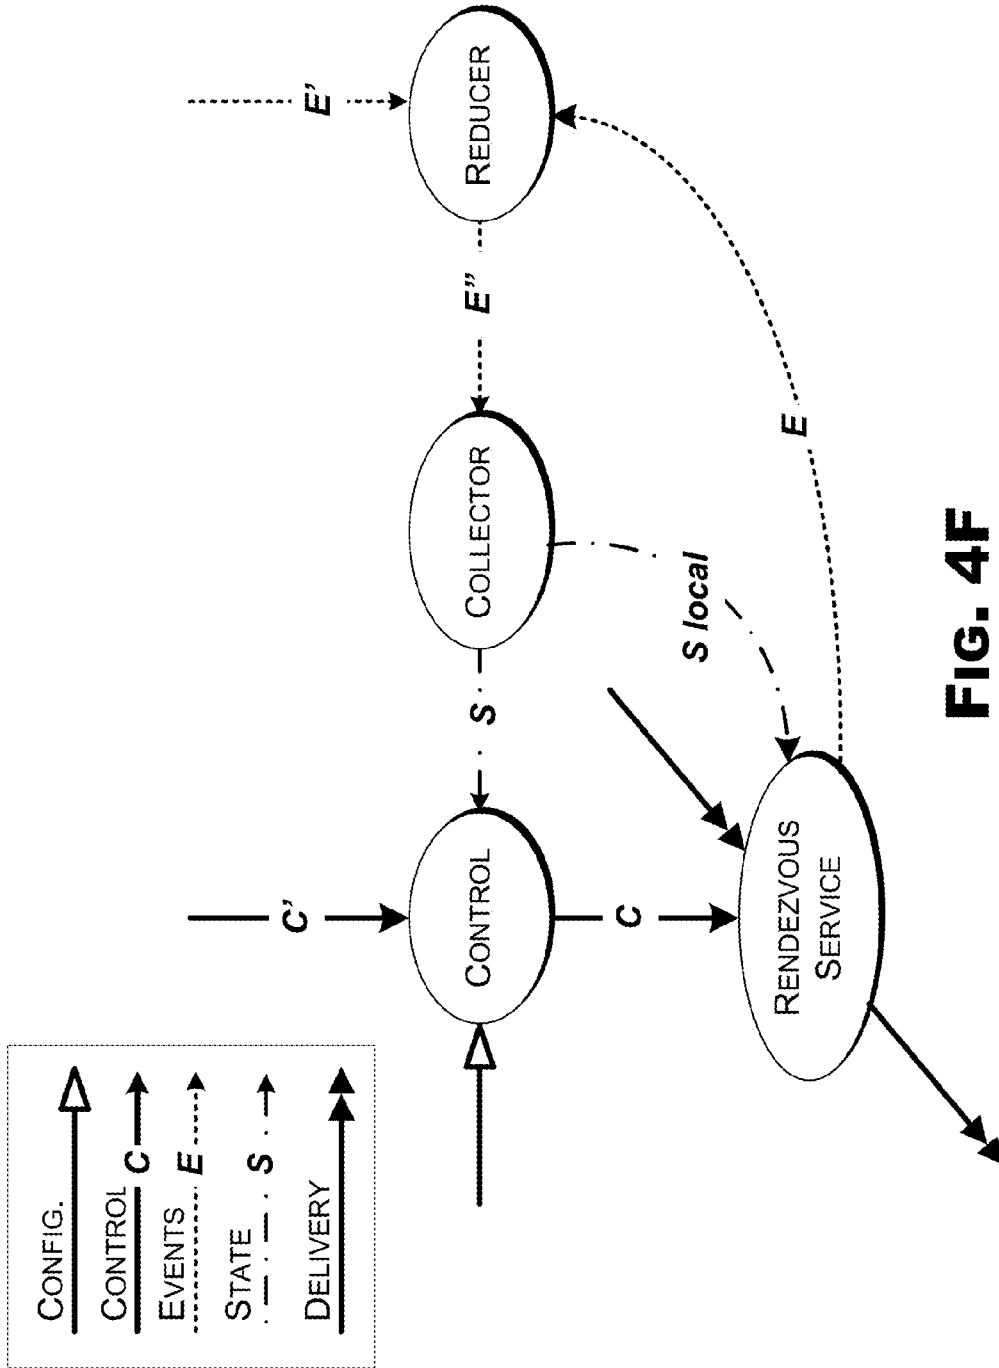 CONFIG.
CONTROL
C
EVENTS
E
STATE
S
DELIVERY
C'
E'
CONTROL
S
COLLECTOR
E"
REDUCER
C
S local
E
RENDEZVOUS
SERVICE
FIG. 4F